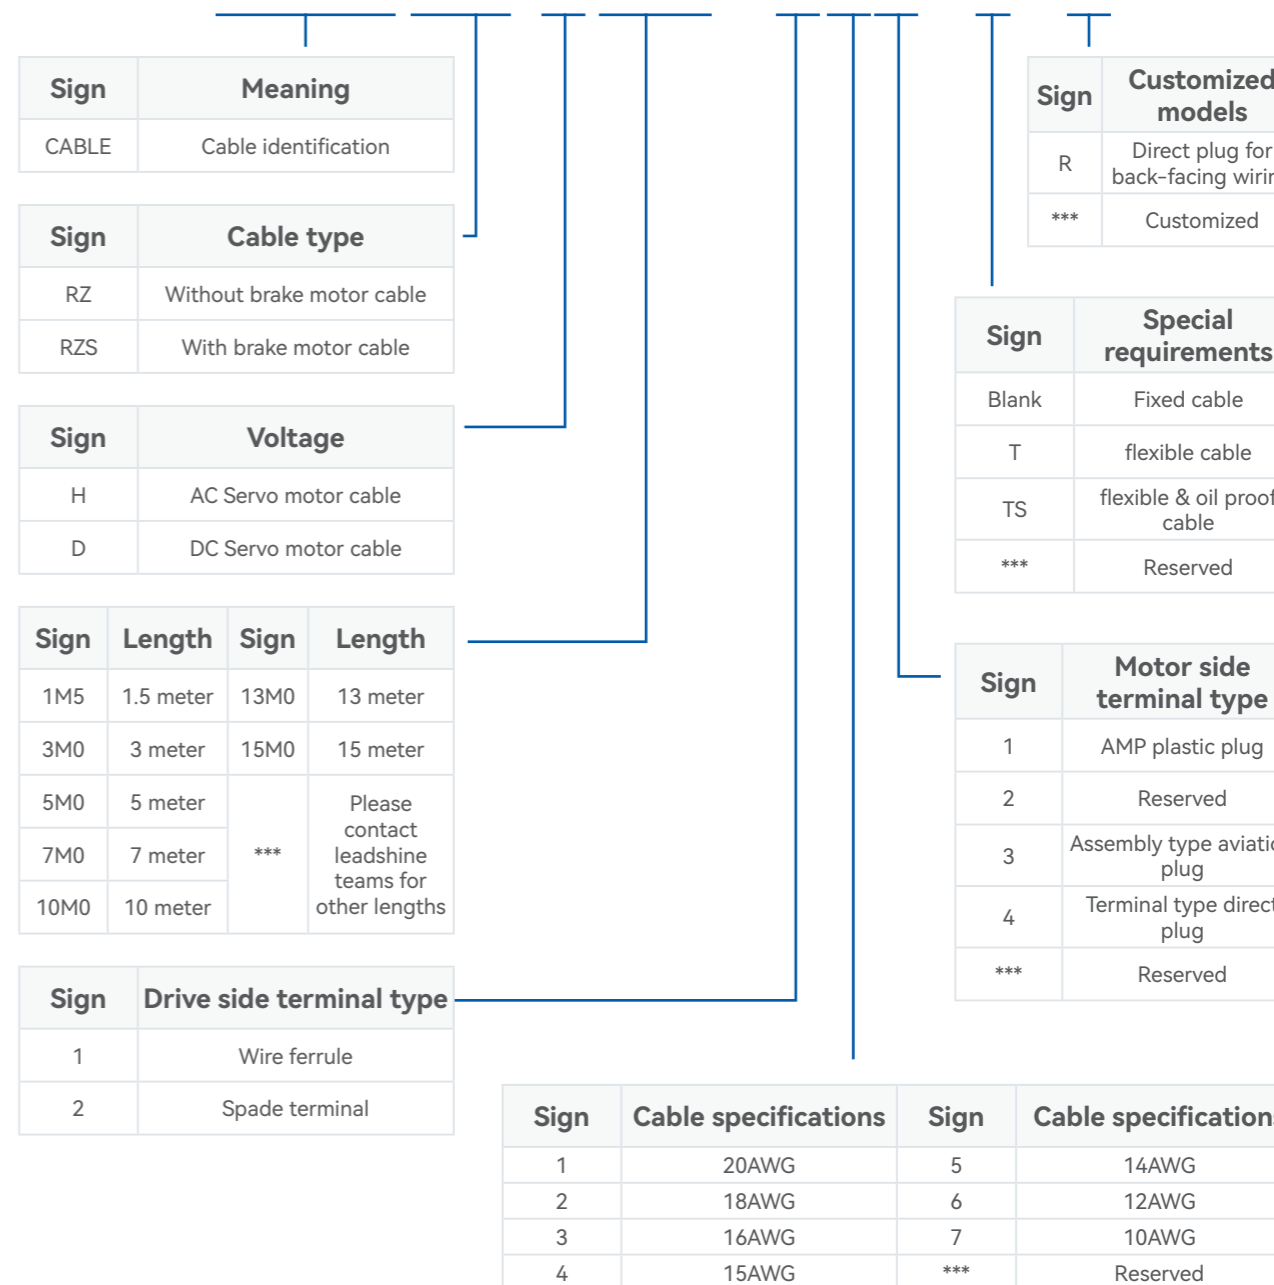 Sign Meaning
CABLE Cable identification
Sign Cable type
RZ Without brake motor cable
RZS With brake motor cable
Sign Voltage
H AC Servo motor cable
D DC Servo motor cable
Sign Length Sign Length
1M5 1.5 meter 13M0 13 meter
3M0 3 meter 15M0 15 meter
5M0 5 meter
7M0 7 meter
10M0 10 meter
***
Please
contact
leadshine
teams for
other lengths
Sign Drive side terminal type
1 Wire ferrule
2 Spade terminal
Sign Customized
models
R Direct plug for
back-facing wirin
*** Customized
Sign Special
requirements
Blank Fixed cable
T flexible cable
TS flexible & oil proof
cable
*** Reserved
Sign Motor side
terminal type
1 AMP plastic plug
2 Reserved
3 Assembly type aviatio
plug
4 Terminal type direct
plug
*** Reserved
Sign Cable specifications Sign Cable specifications
1 20AWG 5 14AWG
2 18AWG 6 12AWG
3 16AWG 7 10AWG
4 15AWG *** Reserved